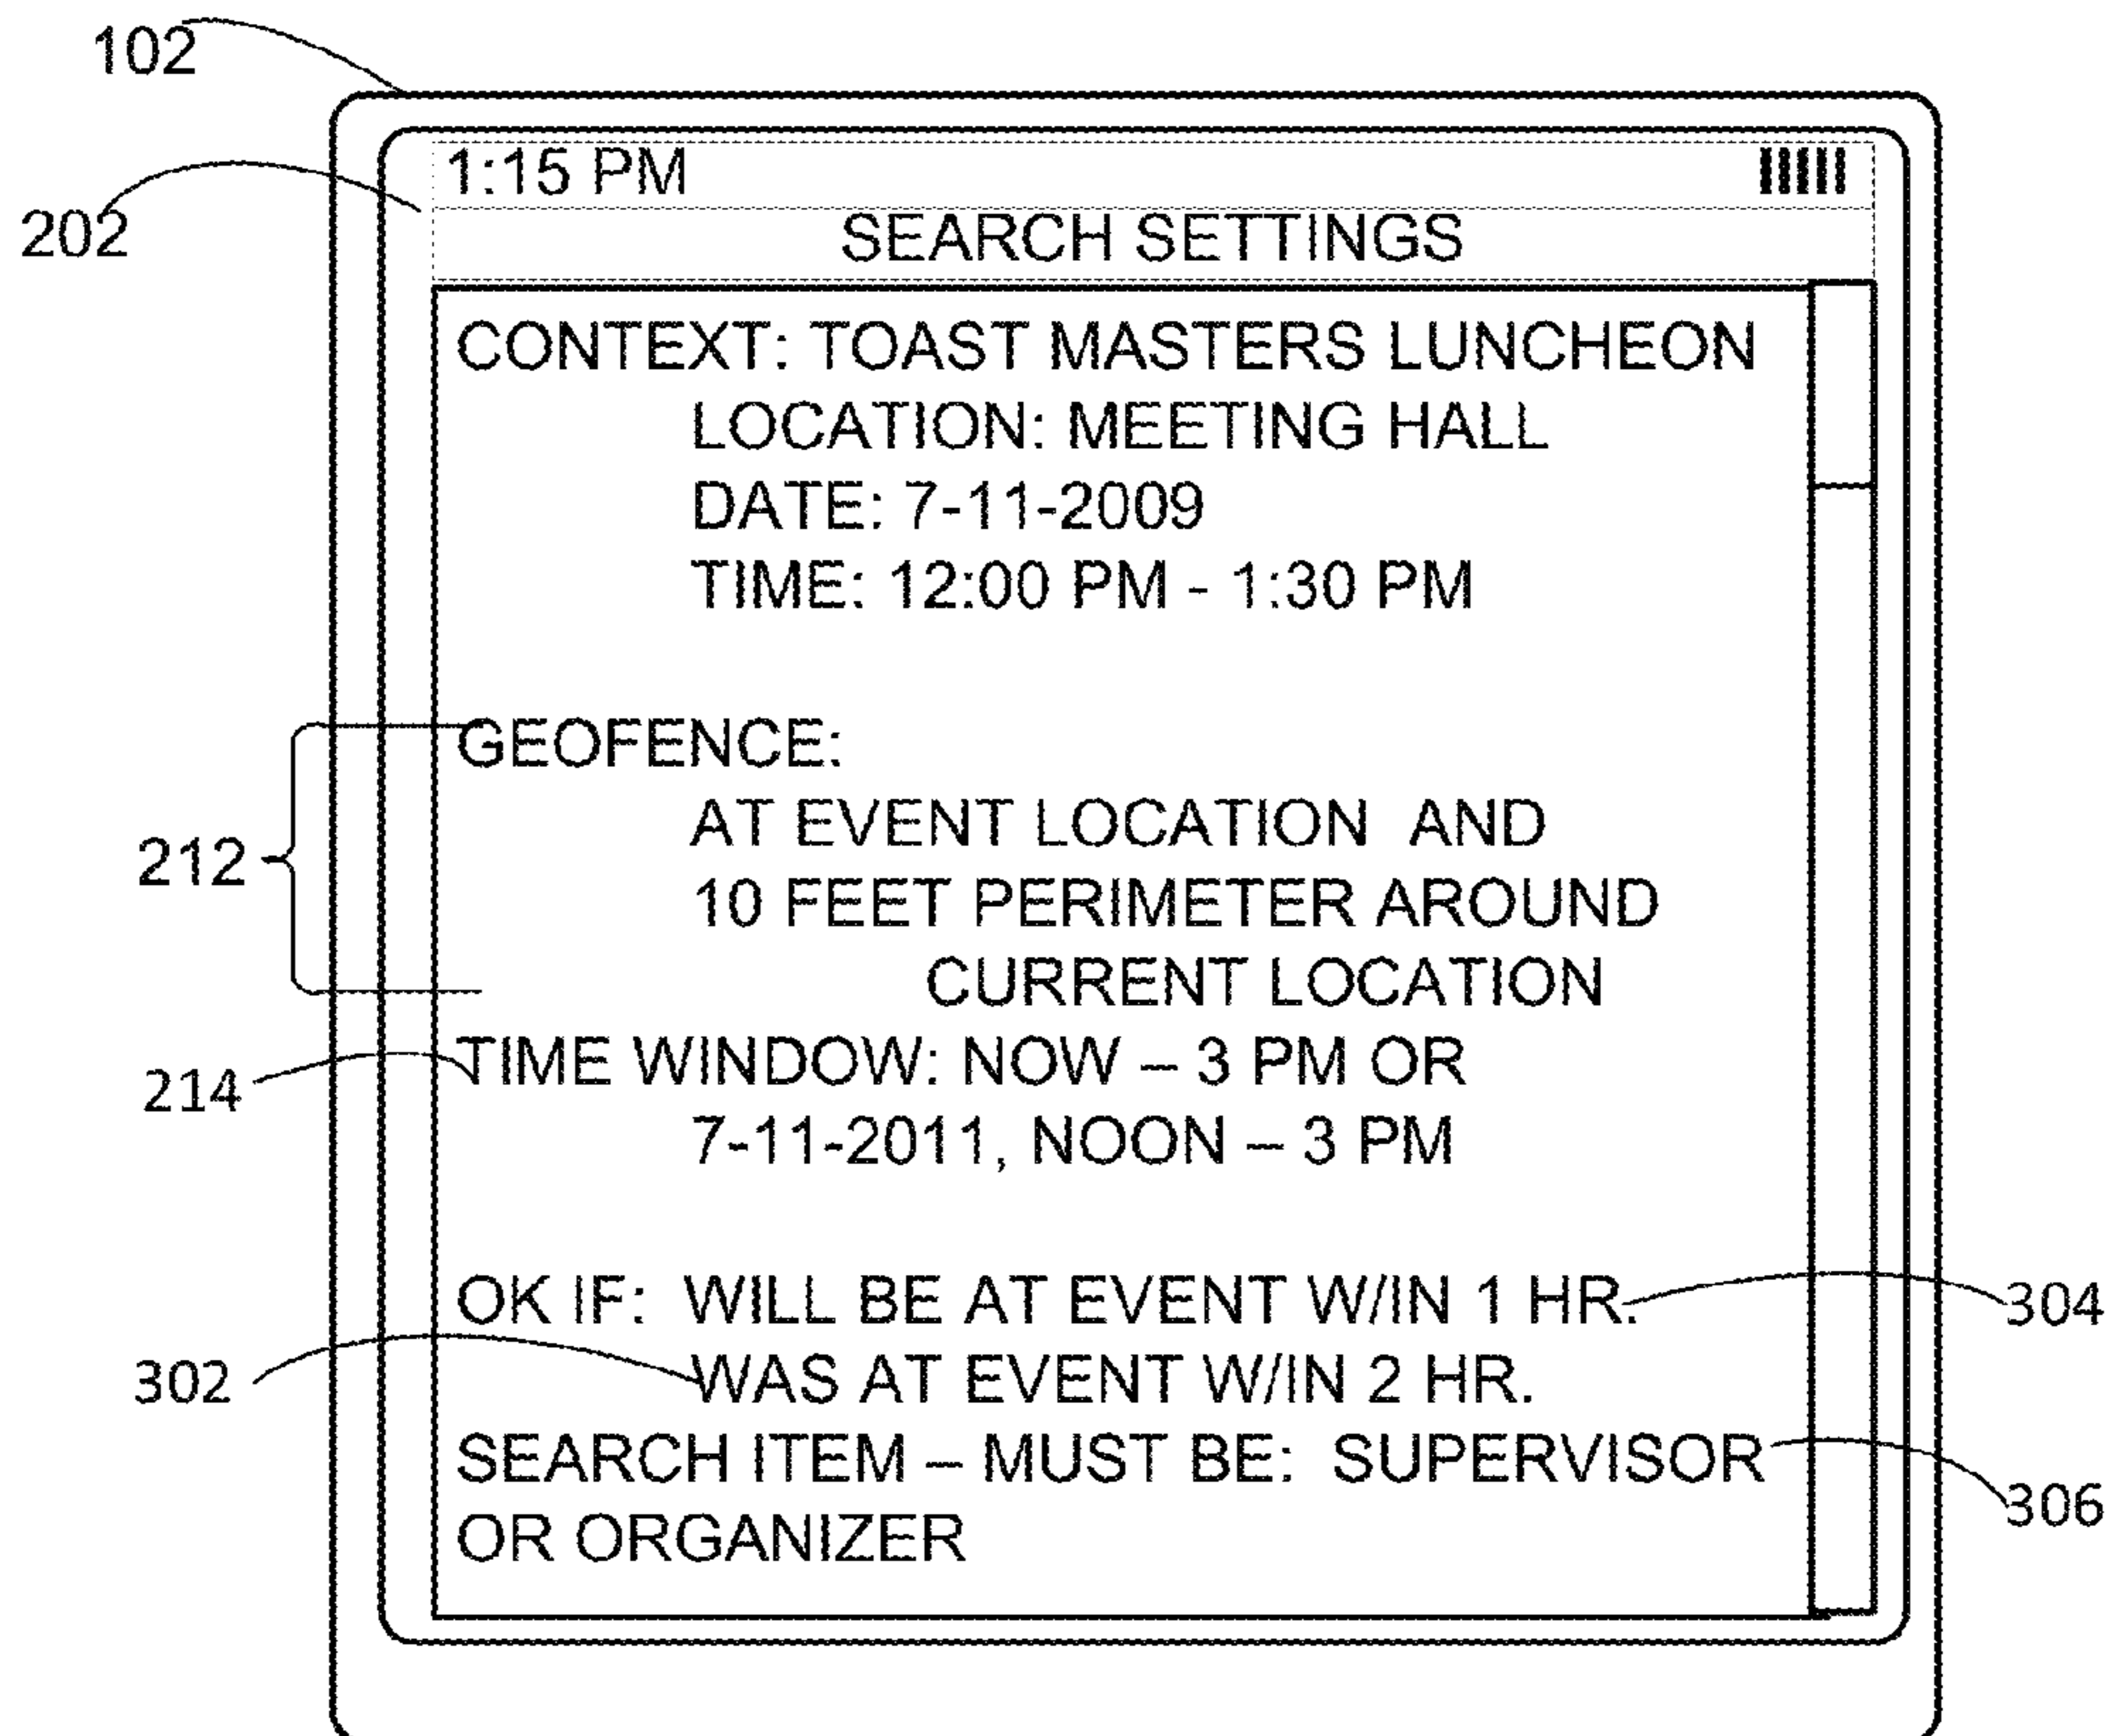 102
1:15 PM
202
SEARCH SETTINGS
CONTEXT: TOAST MASTERS LUNCHEON
LOCATION: MEETING HALL
DATE: 7-11-2009
TIME: 12:00 PM - 1:30 PM
GEOFENCE:
AT EVENT LOCATION AND
212
10 FEET PERIMETER AROUND
CURRENT LOCATION
TIME WINDOW: NOW – 3 PM OR
214
7-11-2011, NOON – 3 PM
OK IF: WILL BE AT EVENT W/IN 1 HR.
304
302
WAS AT EVENT W/IN 2 HR.
SEARCH ITEM – MUST BE: SUPERVISOR
306
OR ORGANIZER